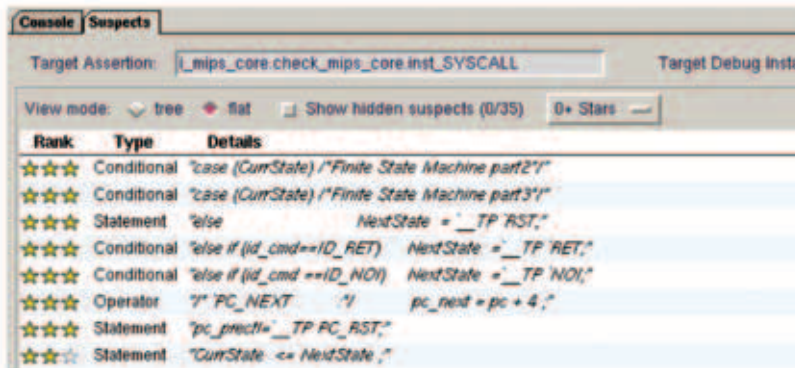 Console Suspects
Target Assertion: i_mips_core.check_mips_core.inst_SYSCALL Target Debug Insta
View mode: tree flat Show hidden suspects (0/35) 0+ Stars
Rank Type Details
Conditional "case (CurrState) /*Finite State Machine part2*/"
Conditional "case (CurrState) /*Finite State Machine part3*/"
Statement "else NextState = `__TP `RST;"
Conditional "else if (id_cmd==ID_RET) NextState =`__TP `RET;"
Conditional "else if (id_cmd ==ID_NOI) NextState =`__TP `NOI;"
Operator "/* `PC_NEXT */ pc_next = pc + 4 ;"
Statement "pc_prectl=`__TP PC_RST;"
Statement "CurrState <= NextState ;"